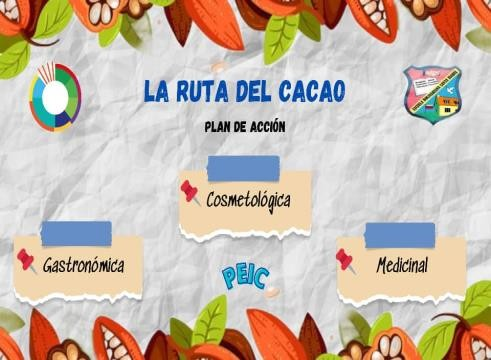 LA RUTA DEL CACAO
PLAN DE ACCIÓN
Cosmetológica
Gastronómica
Medicinal
PEIC